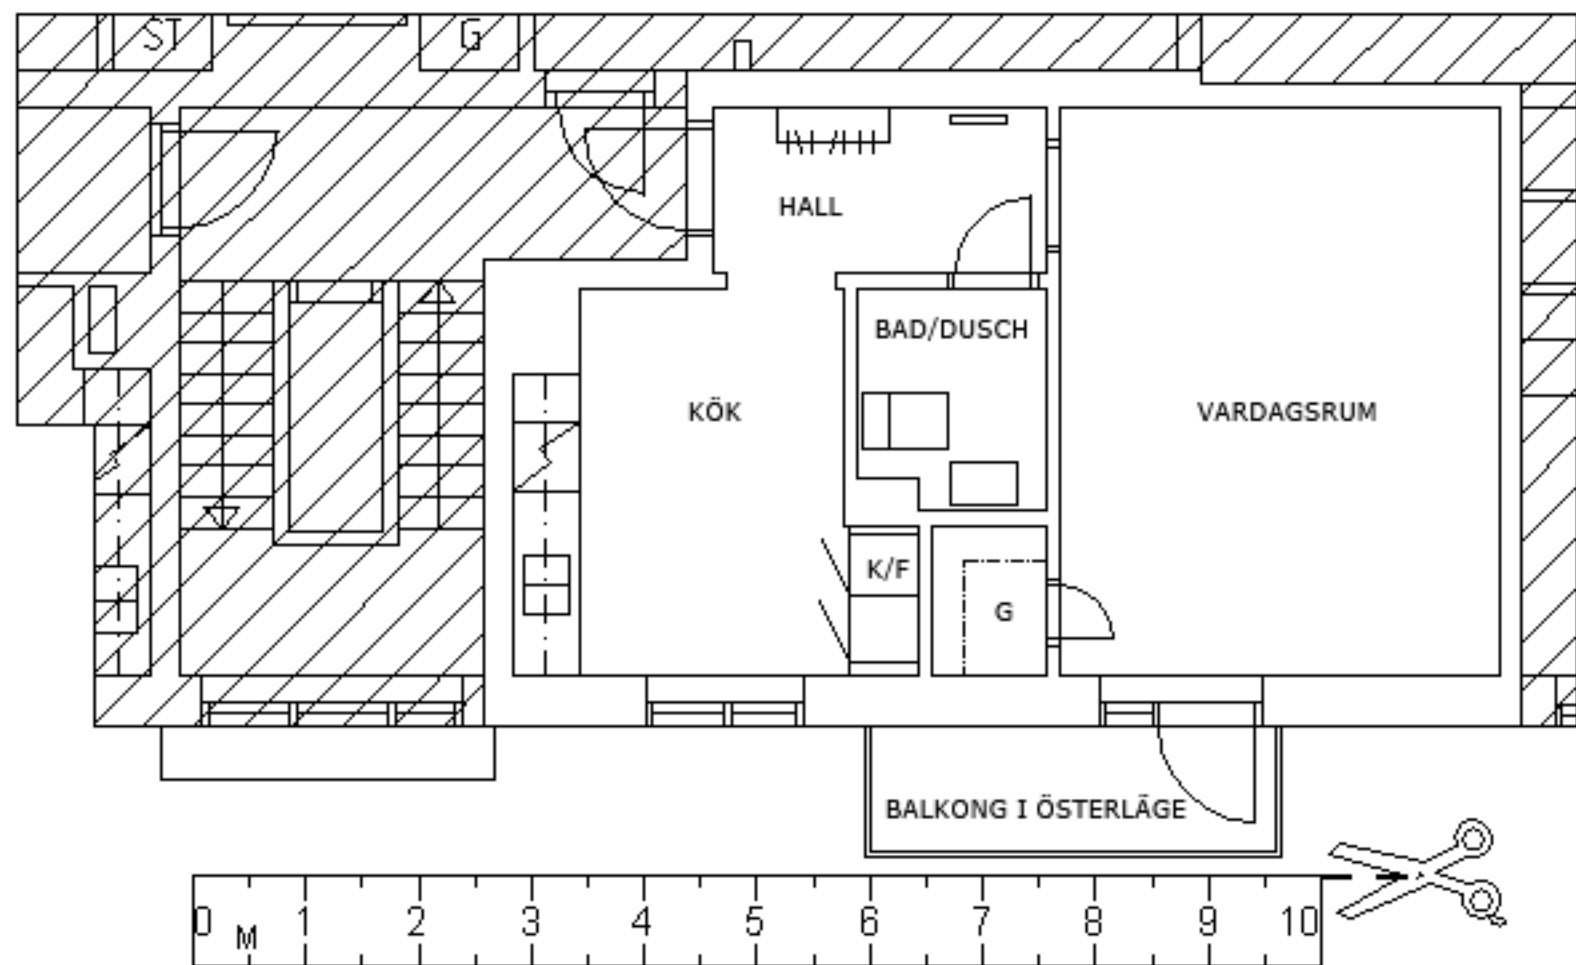 ST
G
HALL
BAD/DUSCH
KÖK
VARDAGSRUM
K/F
G
BALKONG I ÖSTERLÄGE
0 M 1 2 3 4 5 6 7 8 9 10